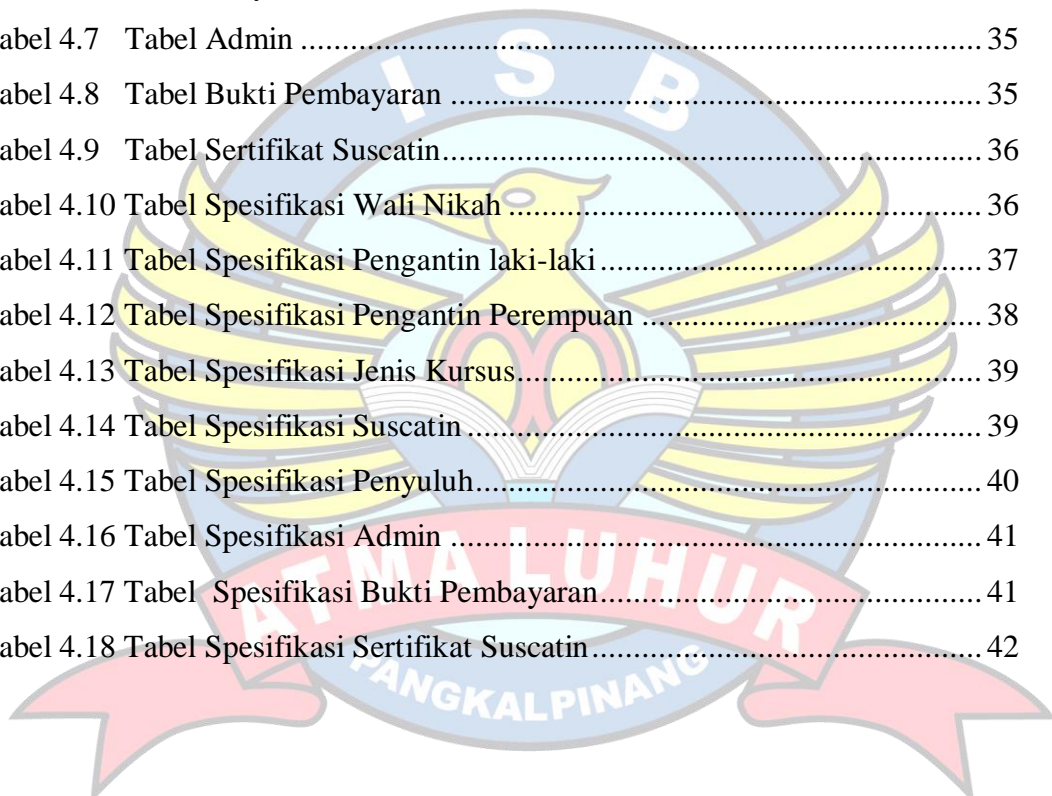 abel 4.7 Tabel Admin ................................................................................... 35
abel 4.8 Tabel Bukti Pembayaran ................................................................. 35
abel 4.9 Tabel Sertifikat Suscatin.................................................................. 36
abel 4.10 Tabel Spesifikasi Wali Nikah .......................................................... 36
abel 4.11 Tabel Spesifikasi Pengantin laki-laki............................................... 37
abel 4.12 Tabel Spesifikasi Pengantin Perempuan .......................................... 38
abel 4.13 Tabel Spesifikasi Jenis Kursus......................................................... 39
abel 4.14 Tabel Spesifikasi Suscatin ............................................................... 39
abel 4.15 Tabel Spesifikasi Penyuluh.............................................................. 40
abel 4.16 Tabel Spesifikasi Admin ................................................................. 41
abel 4.17 Tabel Spesifikasi Bukti Pembayaran............................................... 41
abel 4.18 Tabel Spesifikasi Sertifikat Suscatin................................................ 42
I S B
ATMA LUHUR
PANGKALPINANG